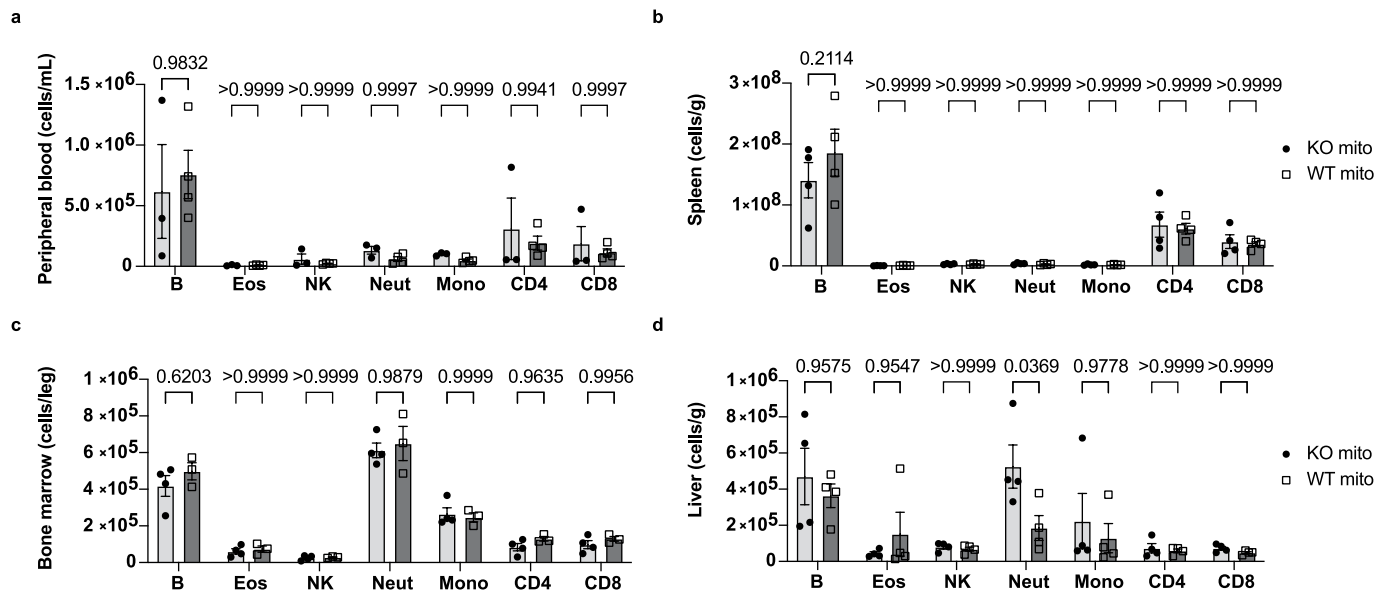 a
Peripheral blood (cells/mL)
1.5 ×10⁶
1.0 ×10⁶
5.0 ×10⁵
0
0.9832 >0.9999 >0.9999 0.9997 >0.9999 0.9941 0.9997
B Eos NK Neut Mono CD4 CD8
b
Spleen (cells/g)
3 ×10⁸
2 ×10⁸
1 ×10⁸
0
0.2114 >0.9999 >0.9999 >0.9999 >0.9999 >0.9999 >0.9999
B Eos NK Neut Mono CD4 CD8
KO mito
WT mito
c
Bone marrow (cells/leg)
1 ×10⁶
8 ×10⁵
6 ×10⁵
4 ×10⁵
2 ×10⁵
0
0.6203 >0.9999 >0.9999 0.9879 0.9999 0.9635 0.9956
B Eos NK Neut Mono CD4 CD8
d
Liver (cells/g)
1 ×10⁶
8 ×10⁵
6 ×10⁵
4 ×10⁵
2 ×10⁵
0
0.9575 0.9547 >0.9999 0.0369 0.9778 >0.9999 >0.9999
B Eos NK Neut Mono CD4 CD8
KO mito
WT mito